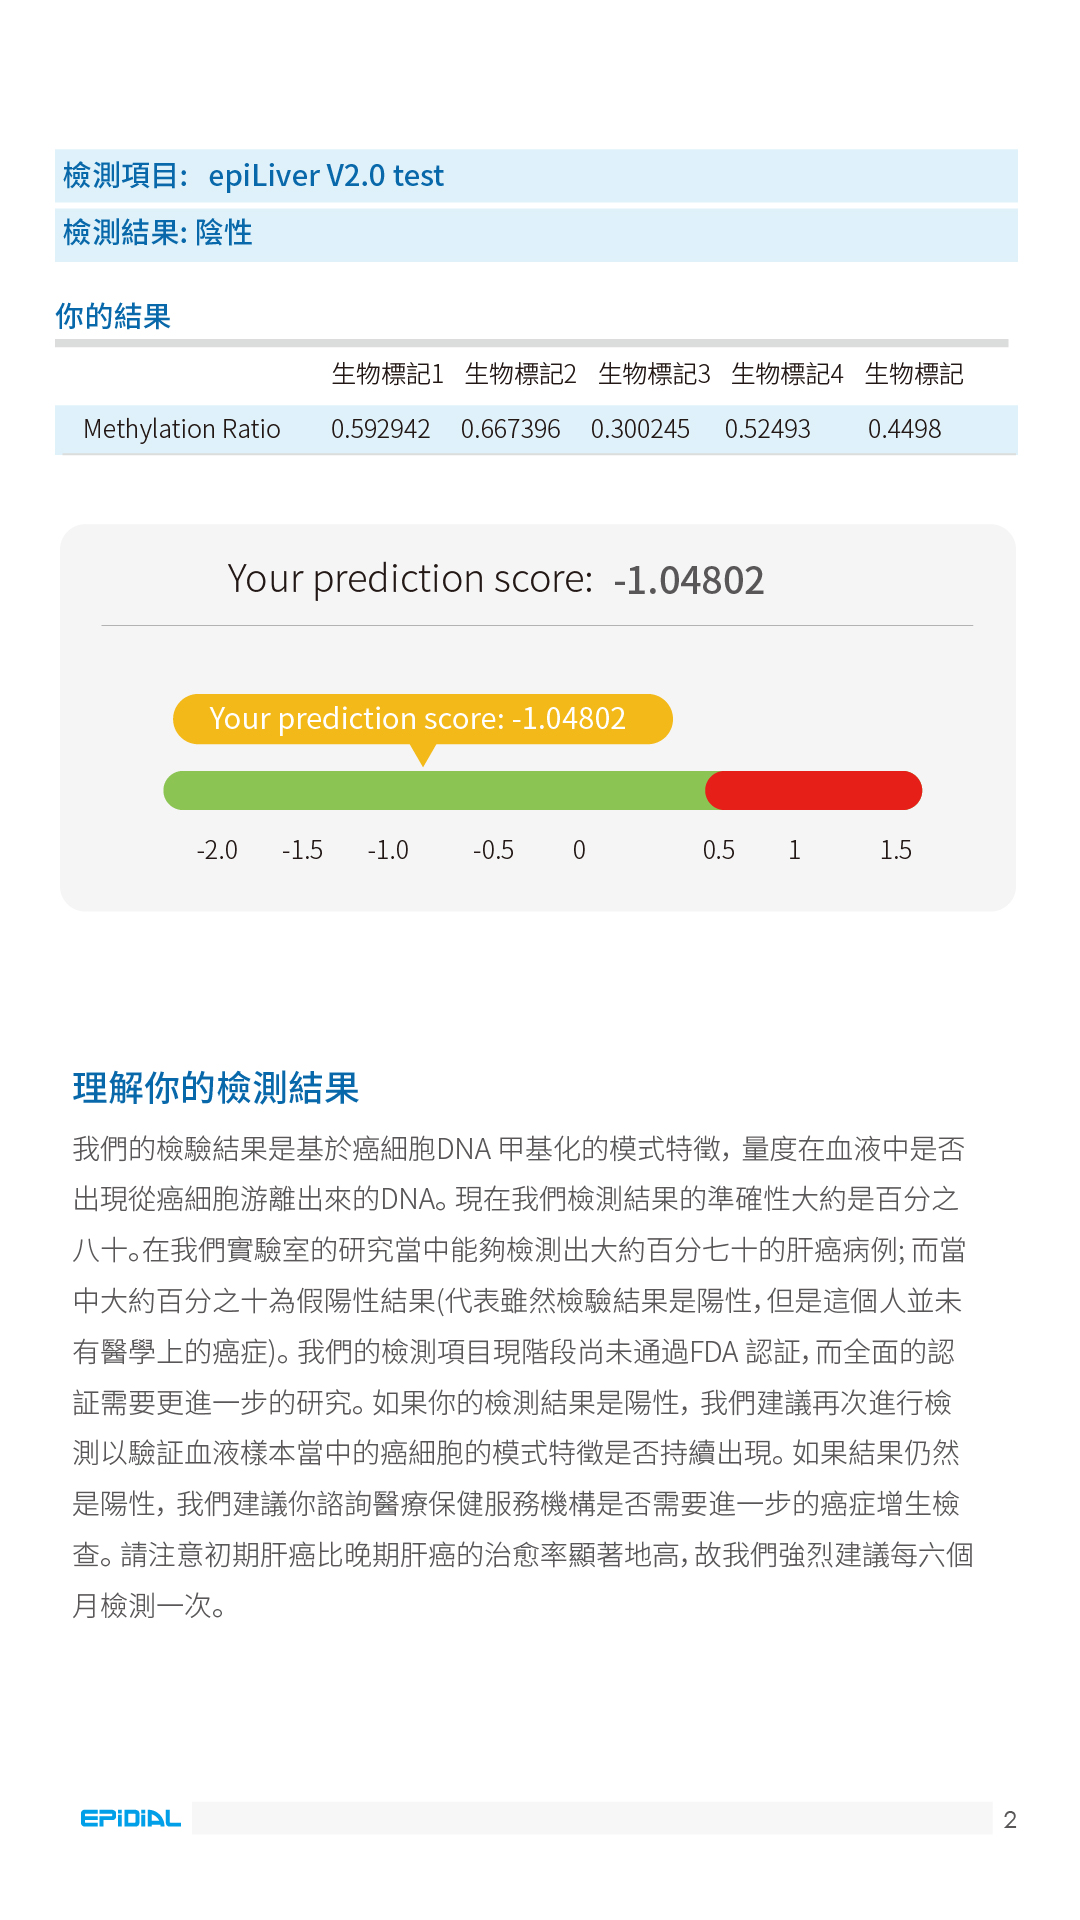 檢測項目: epiLiver V2.0 test
檢測結果: 陰性
你的結果
生物標記1 生物標記2 生物標記3 生物標記4 生物標記
Methylation Ratio 0.592942 0.667396 0.300245 0.52493 0.4498
Your prediction score: -1.04802
Your prediction score: -1.04802
-2.0 -1.5 -1.0 -0.5 0 0.5 1 1.5
理解你的檢測結果
我們的檢驗結果是基於癌細胞DNA 甲基化的模式特徵，量度在血液中是否
出現從癌細胞游離出來的DNA。現在我們檢測結果的準確性大約是百分之
八十。在我們實驗室的研究當中能夠檢測出大約百分七十的肝癌病例; 而當
中大約百分之十為假陽性結果(代表雖然檢驗結果是陽性，但是這個人並未
有醫學上的癌症)。我們的檢測項目現階段尚未通過FDA 認証，而全面的認
証需要更進一步的研究。如果你的檢測結果是陽性，我們建議再次進行檢
測以驗証血液樣本當中的癌細胞的模式特徵是否持續出現。如果結果仍然
是陽性，我們建議你諮詢醫療保健服務機構是否需要進一步的癌症增生檢
查。請注意初期肝癌比晚期肝癌的治愈率顯著地高，故我們強烈建議每六個
月檢測一次。
EPiDiAL
2